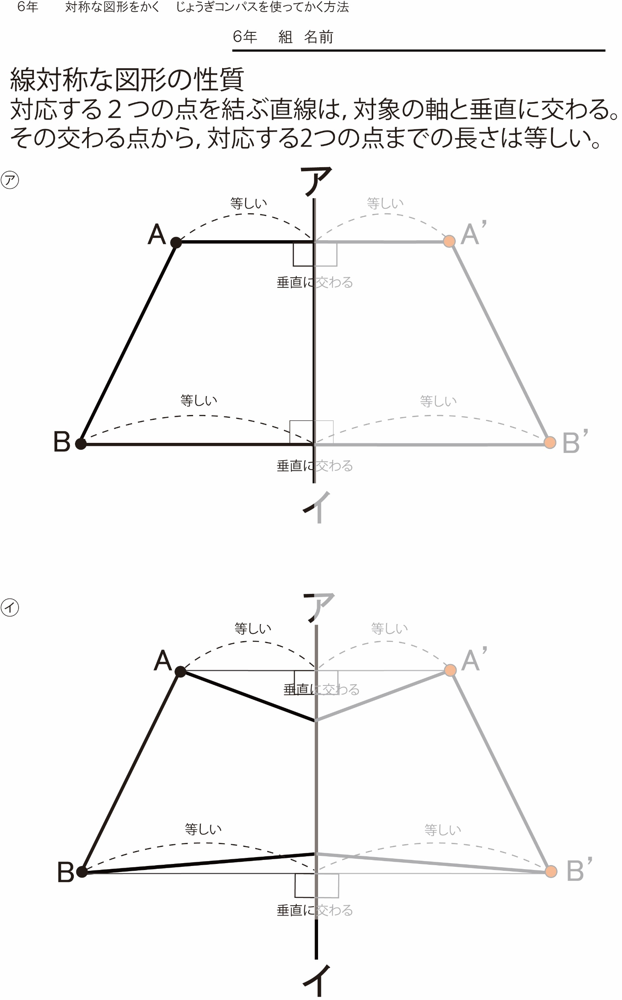 6年　　対称な図形をかく　じょうぎコンパスを使ってかく方法
6年　組　名前
線対称な図形の性質
対応する２つの点を結ぶ直線は，対象の軸と垂直に交わる。
その交わる点から，対応する2つの点までの長さは等しい。
㋐
ア
等しい　等しい
A　A’
垂直に交わる
等しい　等しい
B　B’
垂直に交わる
イ
㋑
ア
等しい　等しい
A　A’
垂直に交わる
等しい　等しい
B　B’
垂直に交わる
イ